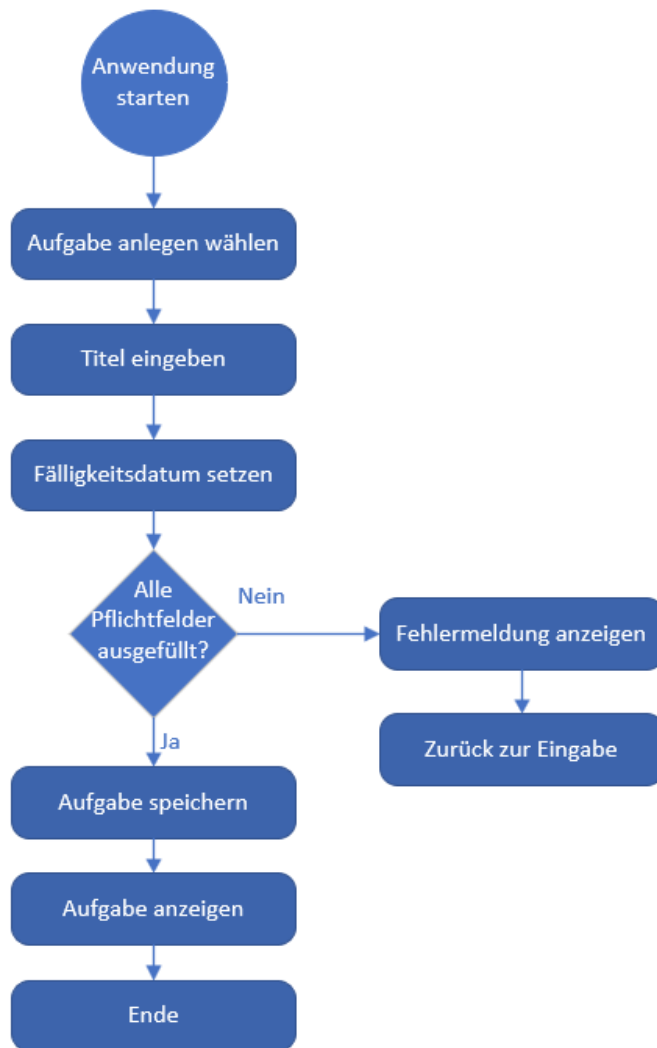 Anwendung
starten
Aufgabe anlegen wählen
Titel eingeben
Fälligkeitsdatum setzen
Alle
Pflichtfelder
ausgefüllt?
Nein
Fehlermeldung anzeigen
Zurück zur Eingabe
Ja
Aufgabe speichern
Aufgabe anzeigen
Ende